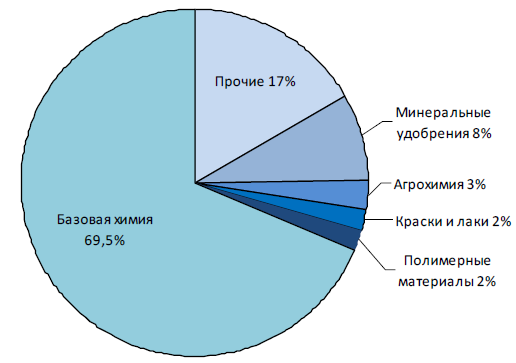 Прочие 17%
Минеральные
удобрения 8%
Агрохимия 3%
Краски и лаки 2%
Полимерные
материалы 2%
Базовая химия
69,5%